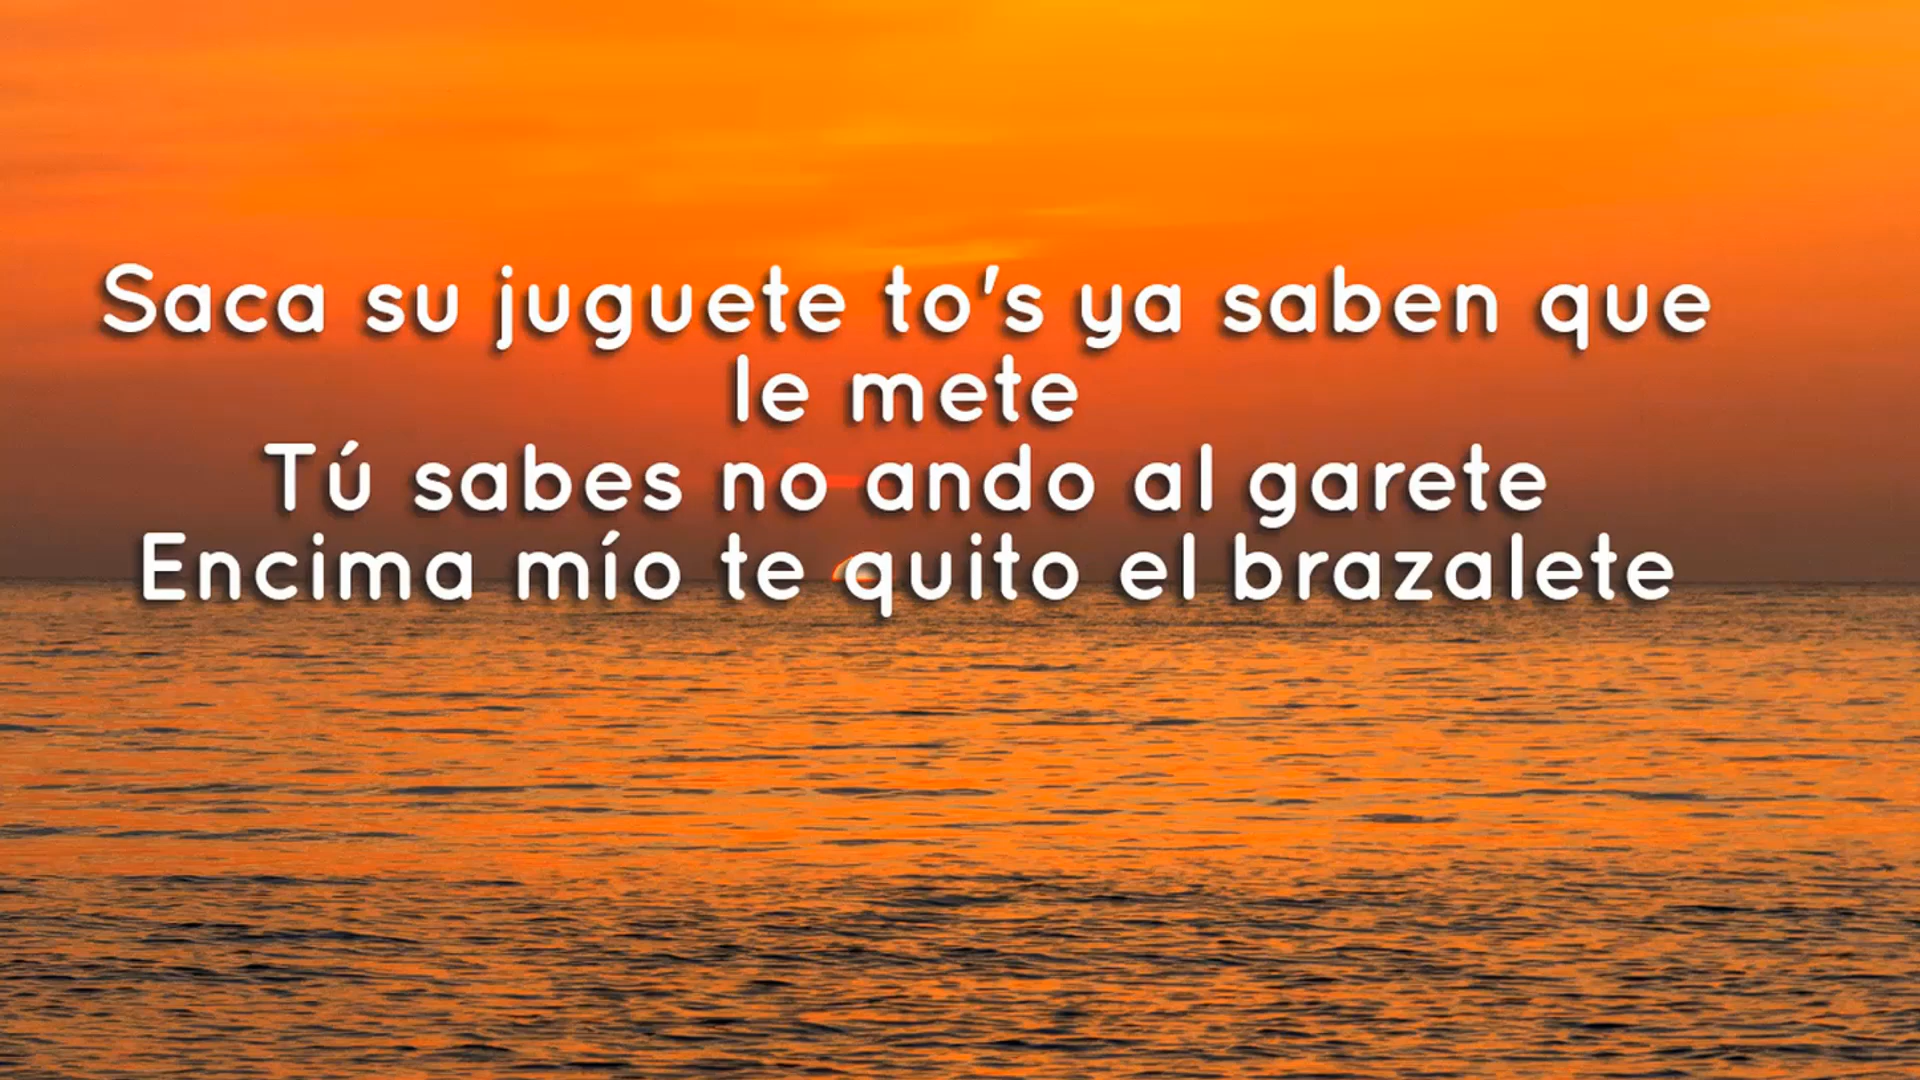 Saca su juguete to's ya saben que
le mete
Tú sabes no ando al garete
Encima mío te quito el brazalete